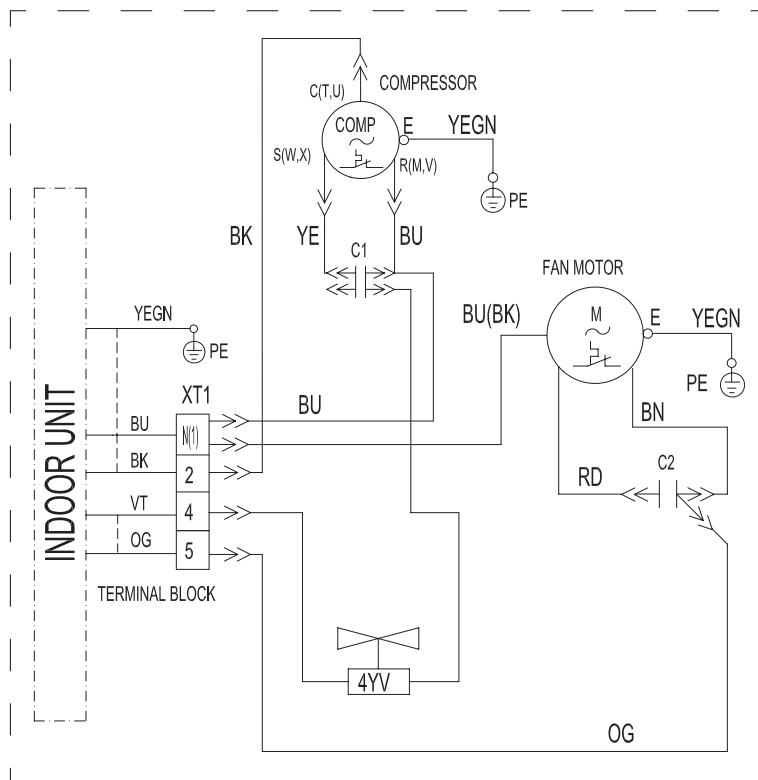 COMPRESSOR
C(T,U)
COMP
E
YEGN
S(W,X)
R(M,V)
PE
BK
YE
C1
BU
FAN MOTOR
YEGN
BU(BK)
M
E
YEGN
PE
XT1
PE
INDOOR UNIT
BU
N(1)
BU
BN
BK
2
RD
C2
VT
4
OG
5
TERMINAL BLOCK
4YV
OG